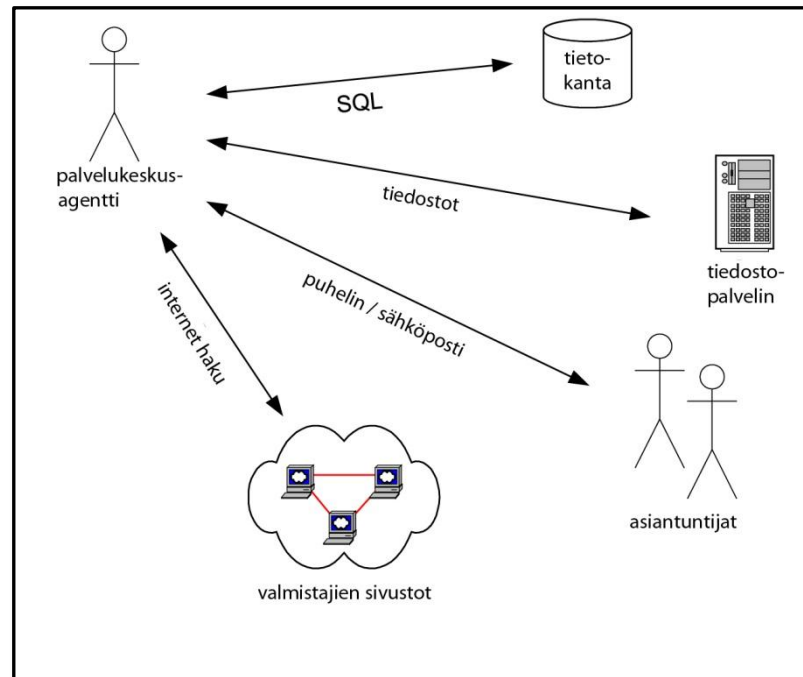 tieto-
kanta
SQL
palvelukeskus-
agentti
tiedostot
tiedosto-
palvelin
puhelin / sähköposti
internet haku
asiantuntijat
valmistajien sivustot